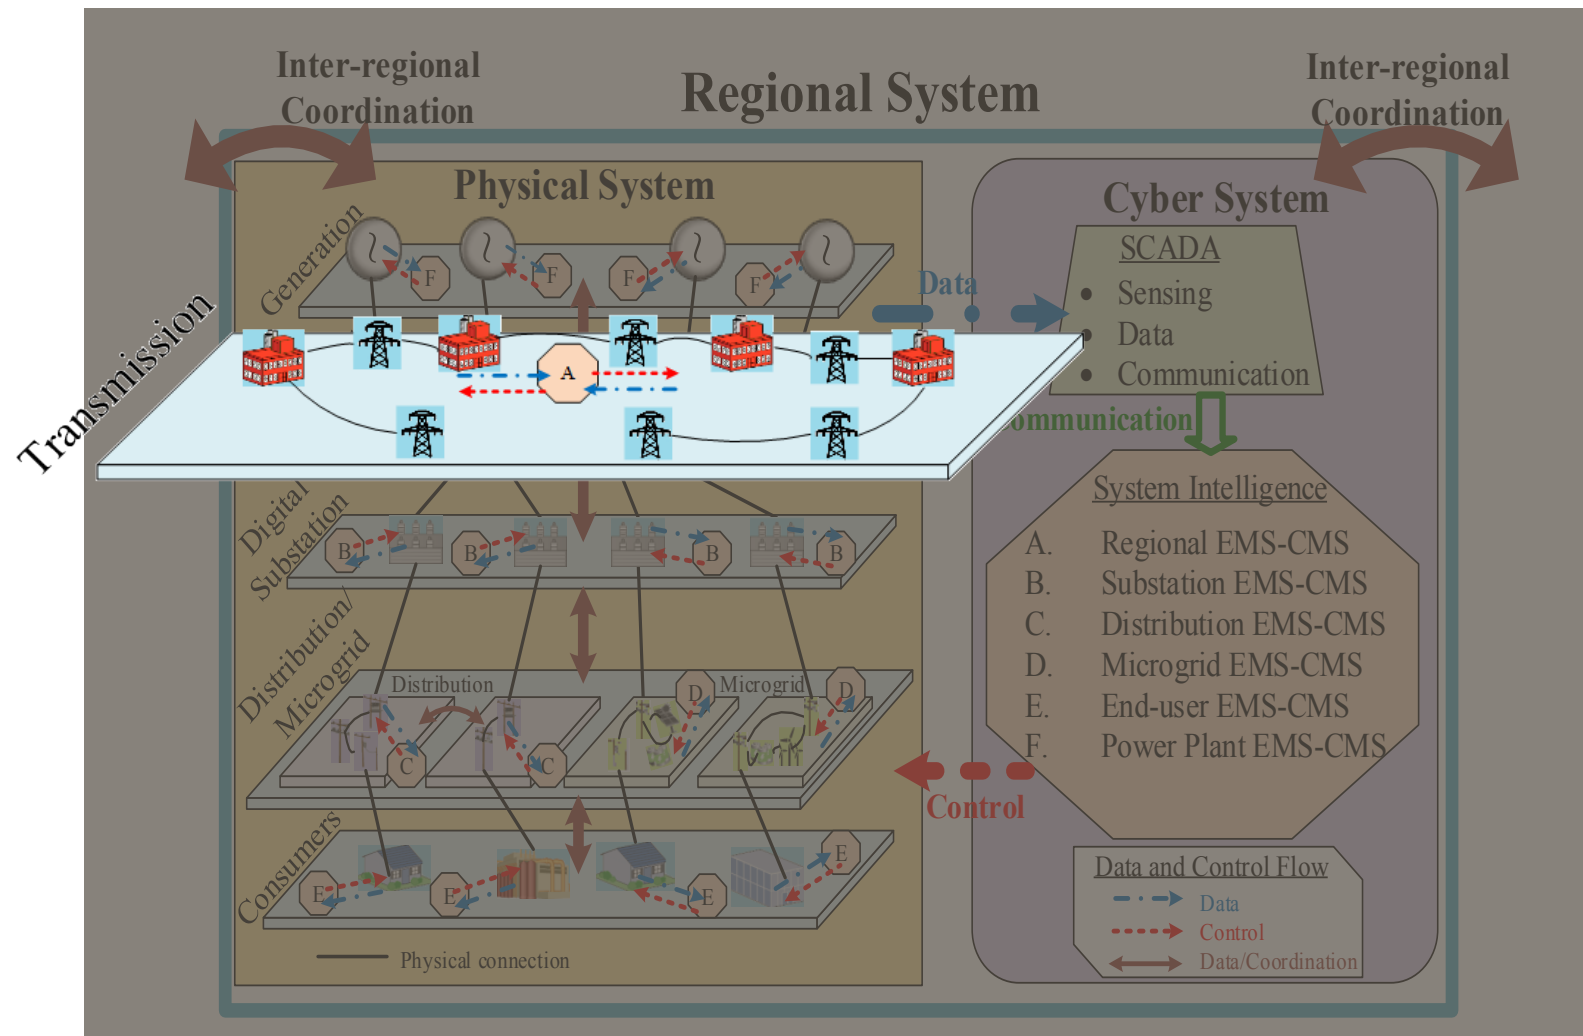 Inter-regional
Coordination
Regional System
Inter-regional
Coordination
Physical System
Cyber System
Generation
F
F
F
F
Data
SCADA
• Sensing
• Data
• Communication
Transmission
A
ommunication
System Intelligence
A. Regional EMS-CMS
B. Substation EMS-CMS
C. Distribution EMS-CMS
D. Microgrid EMS-CMS
E. End-user EMS-CMS
F. Power Plant EMS-CMS
Digital
Substation
B
B
B
B
Distribution/
Microgrid
Distribution
Microgrid
D
D
C
C
Control
Consumers
E
E
E
E
Physical connection
Data and Control Flow
Data
Control
Data/Coordination